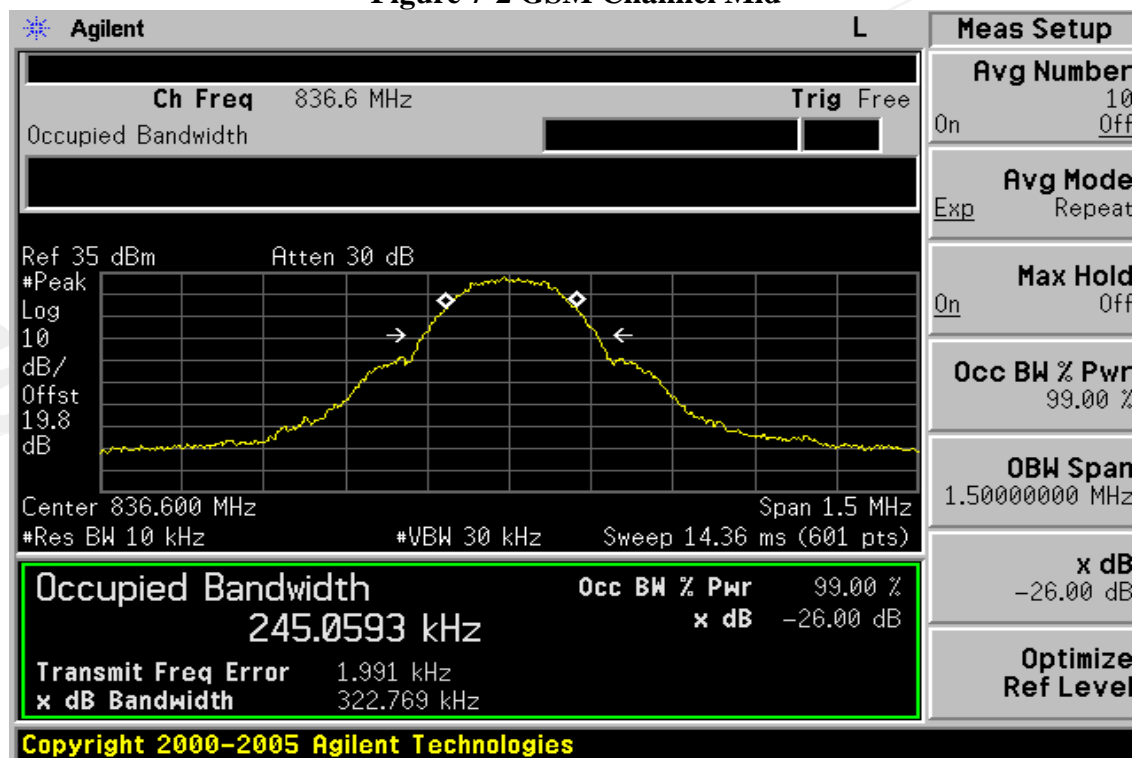 Figure 7-2 GSM Channel Mid
Agilent
L
Meas Setup
Ch Freq 836.6 MHz
Trig Free
Occupied Bandwidth
Avg Number
10
On Off
Avg Mode
Exp Repeat
Max Hold
On Off
Occ BW % Pwr
99.00 %
OBW Span
1.50000000 MHz
x dB
-26.00 dB
Optimize
Ref Level
Ref 35 dBm Atten 30 dB
#Peak
Log
10
dB/
Offst
19.8
dB
Center 836.600 MHz Span 1.5 MHz
#Res BW 10 kHz #VBW 30 kHz Sweep 14.36 ms (601 pts)
Occupied Bandwidth
245.0593 kHz
Occ BW % Pwr 99.00 %
x dB -26.00 dB
Transmit Freq Error 1.991 kHz
x dB Bandwidth 322.769 kHz
Copyright 2000-2005 Agilent Technologies